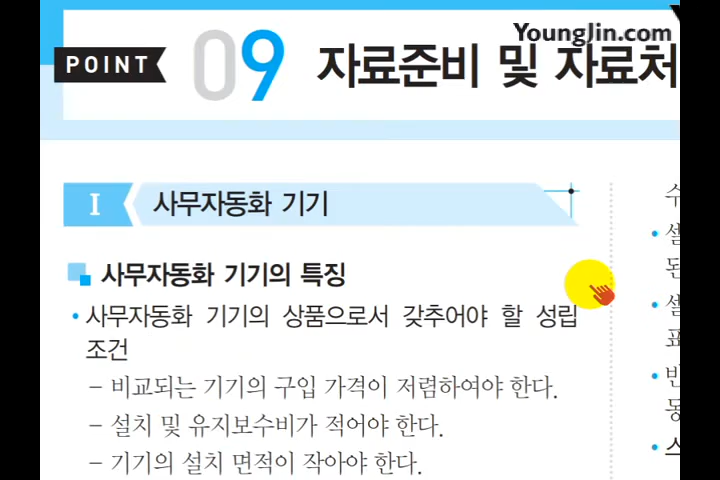 YoungJin.com
POINT 09 자료준비 및 자료처
I 사무자동화 기기
사무자동화 기기의 특징
• 사무자동화 기기의 상품으로서 갖추어야 할 성립
조건
– 비교되는 기기의 구입 가격이 저렴하여야 한다.
– 설치 및 유지보수비가 적어야 한다.
– 기기의 설치 면적이 작아야 한다.